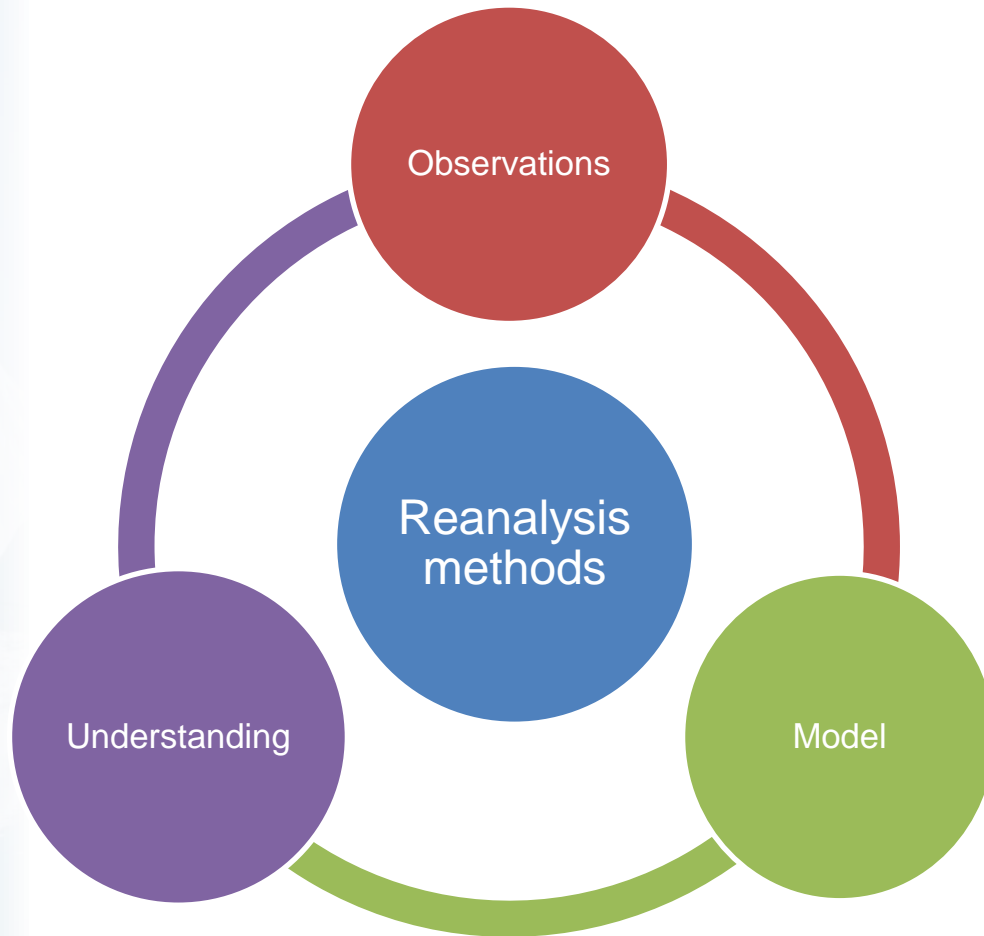 Observations
Reanalysis
methods
Understanding
Model